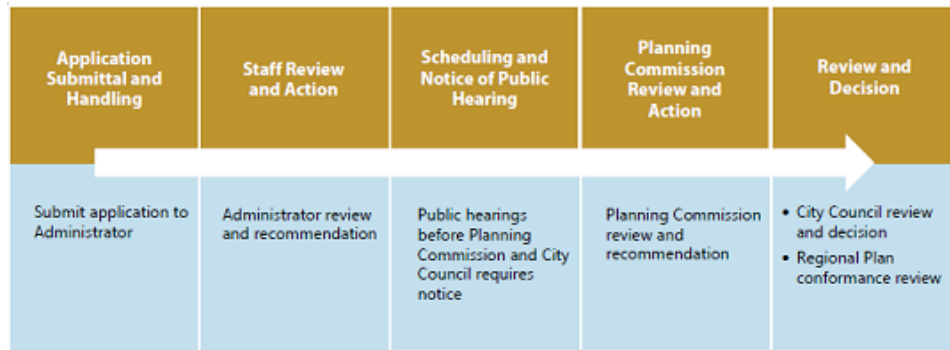 Application
Submittal and
Handling
Staff Review
and Action
Scheduling and
Notice of Public
Hearing
Planning
Commission
Review and
Action
Review and
Decision
Submit application to
Administrator
Administrator review
and recommendation
Public hearings
before Planning
Commission and City
Council requires
notice
Planning Commission
review and
recommendation
• City Council review
and decision
• Regional Plan
conformance review